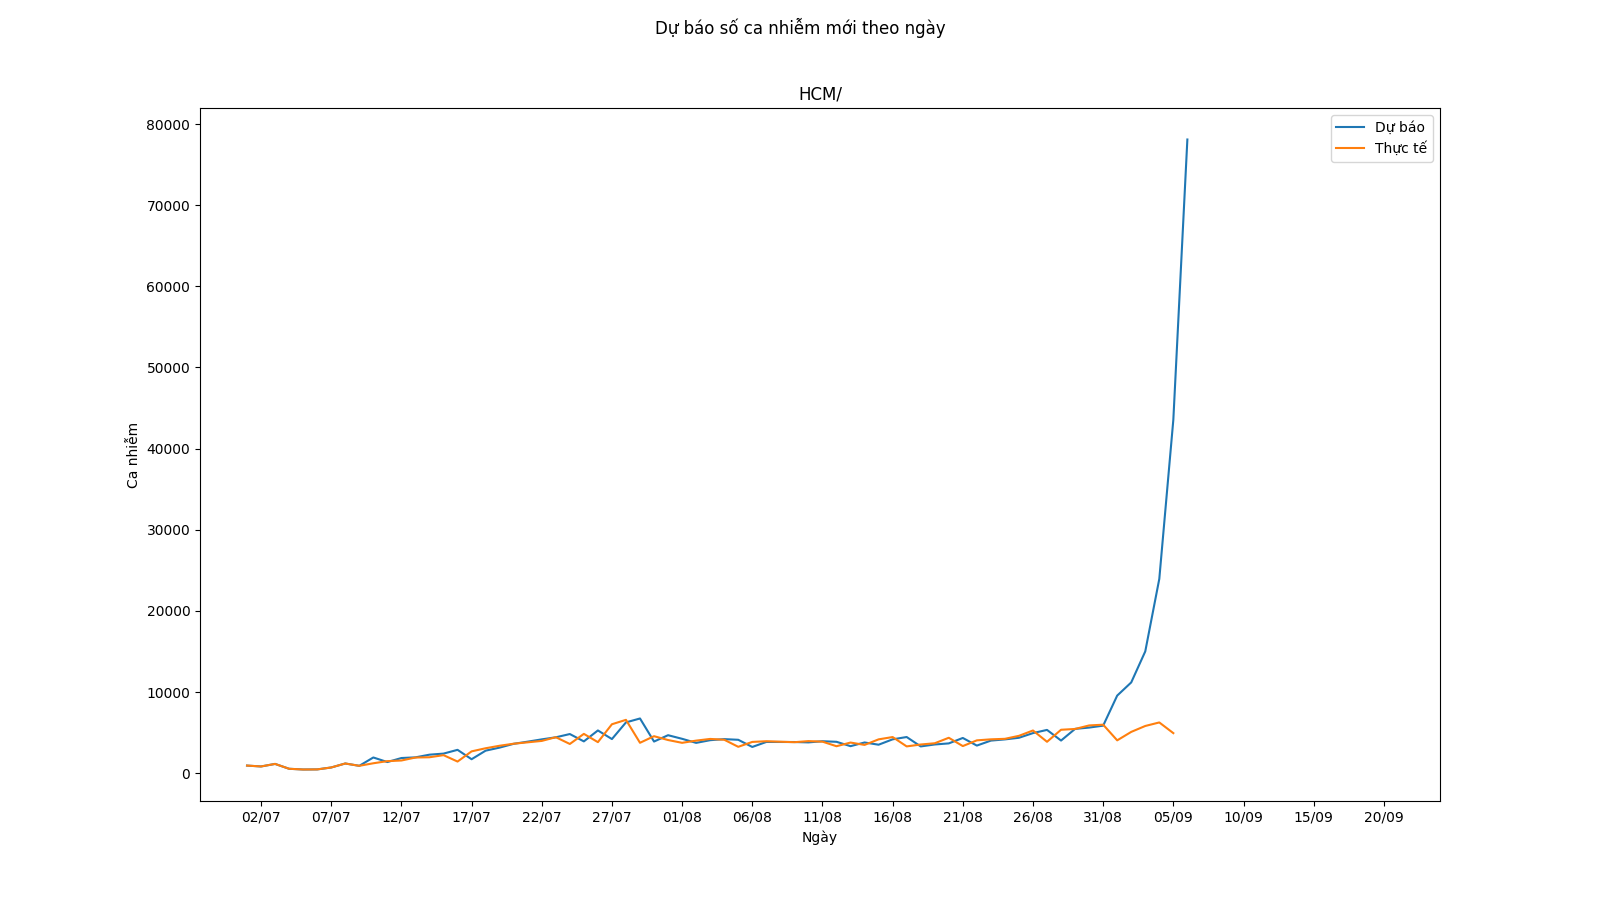 Dự báo số ca nhiễm mới theo ngày
HCM/
Dự báo
Thực tế
80000
70000
60000
50000
40000
30000
20000
10000
0
Ca nhiễm
02/07 07/07 12/07 17/07 22/07 27/07 01/08 06/08 11/08 16/08 21/08 26/08 31/08 05/09 10/09 15/09 20/09
Ngày